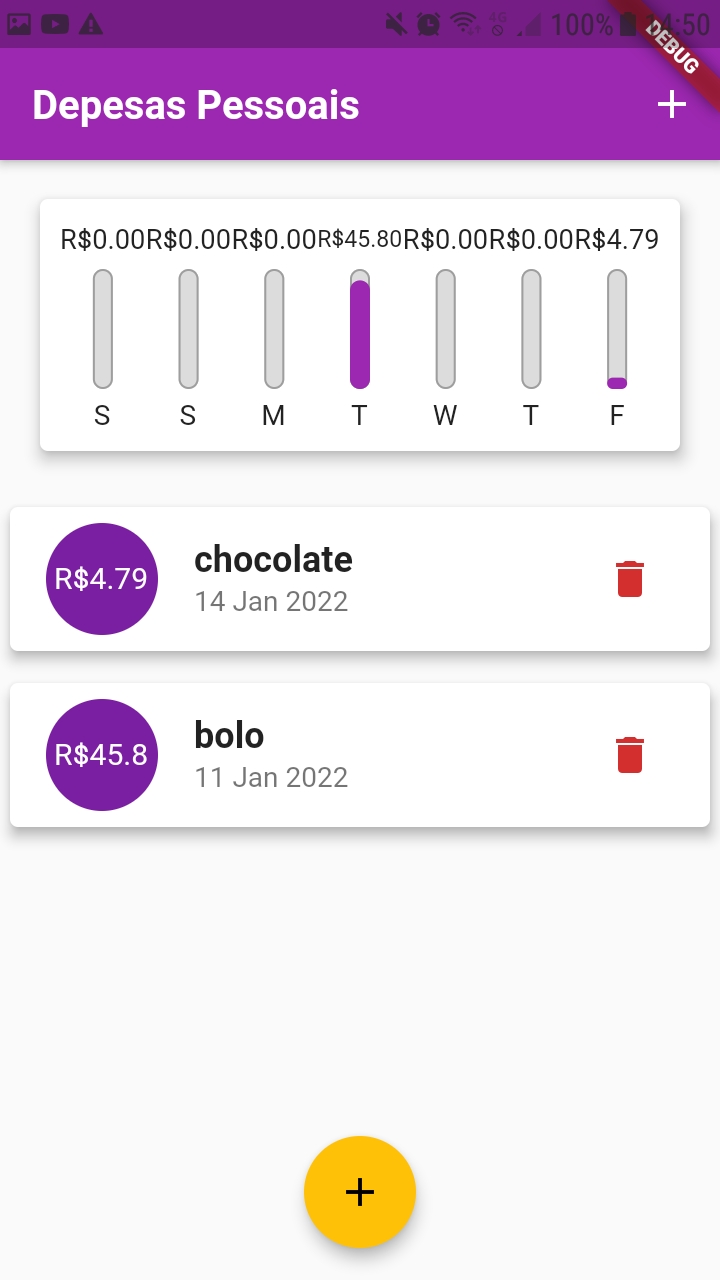 4G 100% 14:50
DEBUG
Depesas Pessoais
R$0.00 R$0.00 R$0.00 R$45.80 R$0.00 R$0.00 R$4.79
S S M T W T F
R$4.79 chocolate
14 Jan 2022
R$45.8 bolo
11 Jan 2022